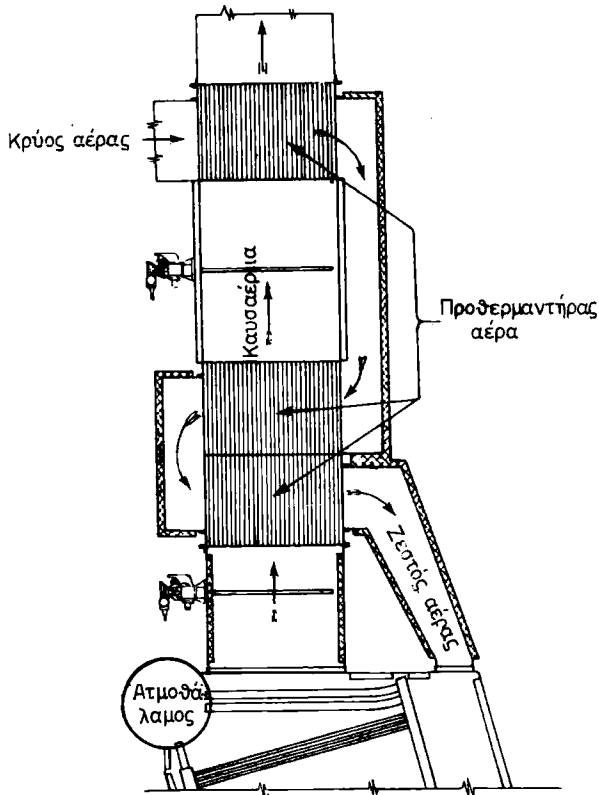 Κρύος αέρας
Καυσαέρια
Προθερμαντήρας
αέρα
Ζεστός αέρας
Ατμοθά
λαμος